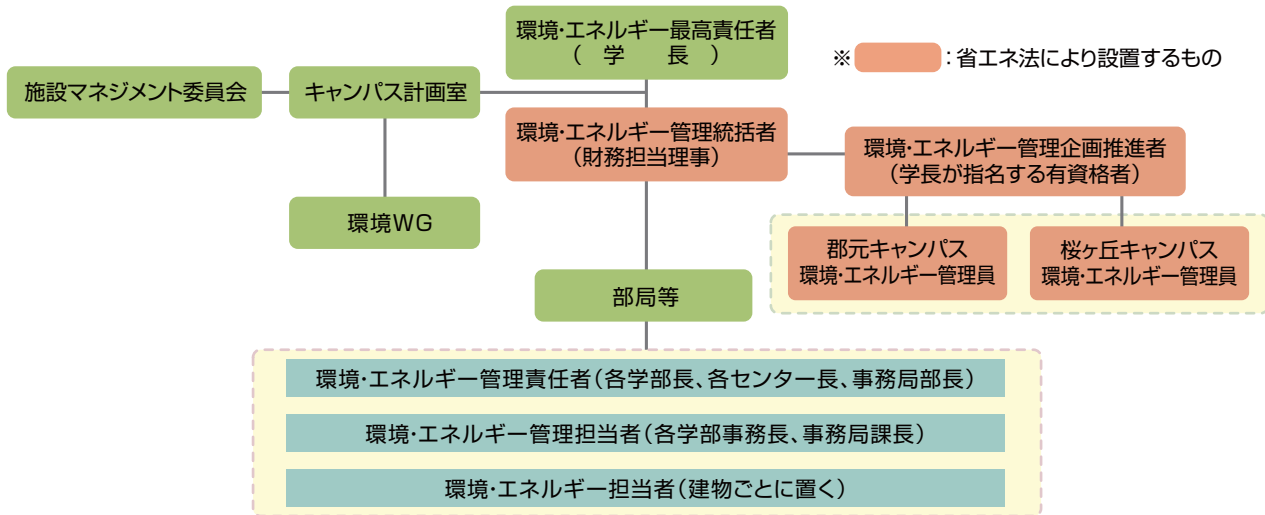 環境・エネルギー最高責任者
(学長)
※ :省エネ法により設置するもの
施設マネジメント委員会
キャンパス計画室
環境・エネルギー管理統括者
(財務担当理事)
環境・エネルギー管理企画推進者
(学長が指名する有資格者)
環境WG
郡元キャンパス
環境・エネルギー管理員
桜ヶ丘キャンパス
環境・エネルギー管理員
部局等
環境・エネルギー管理責任者(各学部長、各センター長、事務局部長)
環境・エネルギー管理担当者(各学部事務長、事務局課長)
環境・エネルギー担当者(建物ごとに置く)